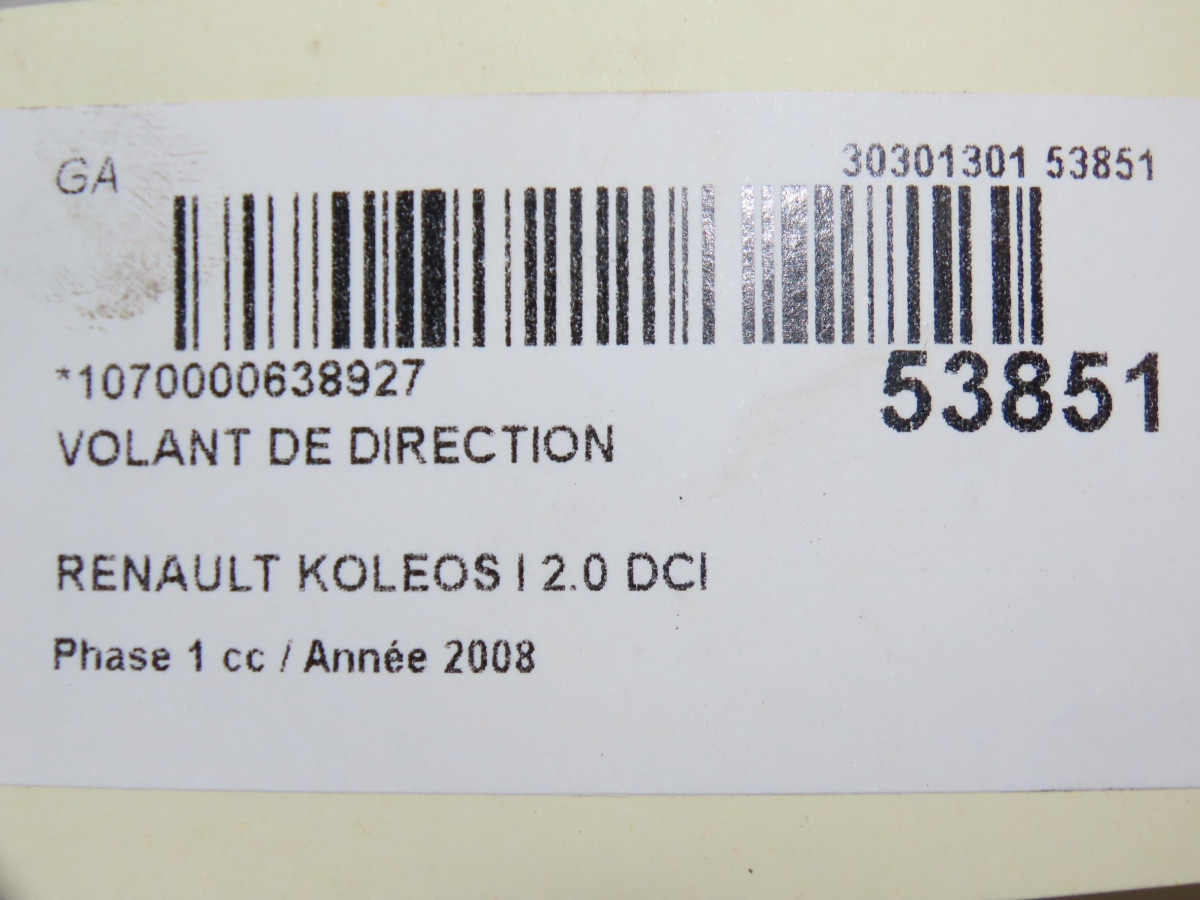 GA
30301301 53851
*1070000638927
53851
VOLANT DE DIRECTION
RENAULT KOLEOS I 2.0 DCI
Phase 1 cc / Année 2008